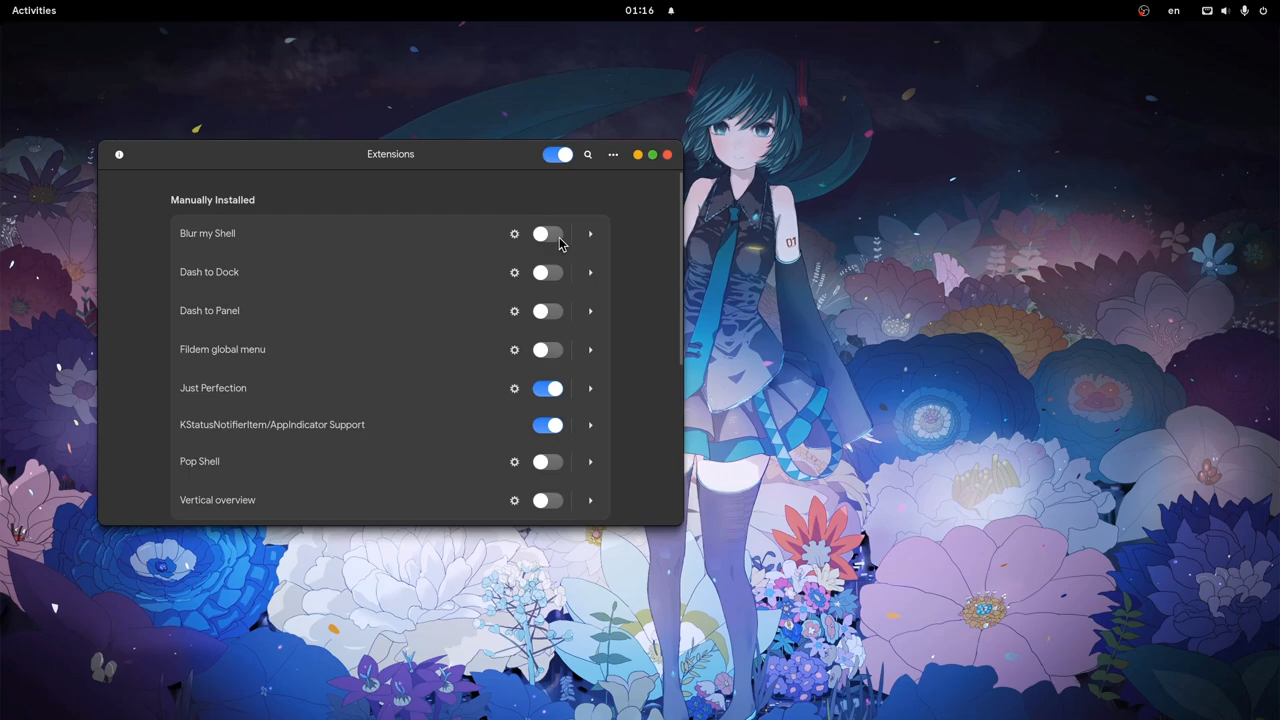 Activities
01:16
en
Extensions
Manually Installed
Blur my Shell
Dash to Dock
Dash to Panel
Fildem global menu
Just Perfection
KStatusNotifierItem/AppIndicator Support
Pop Shell
Vertical overview
01